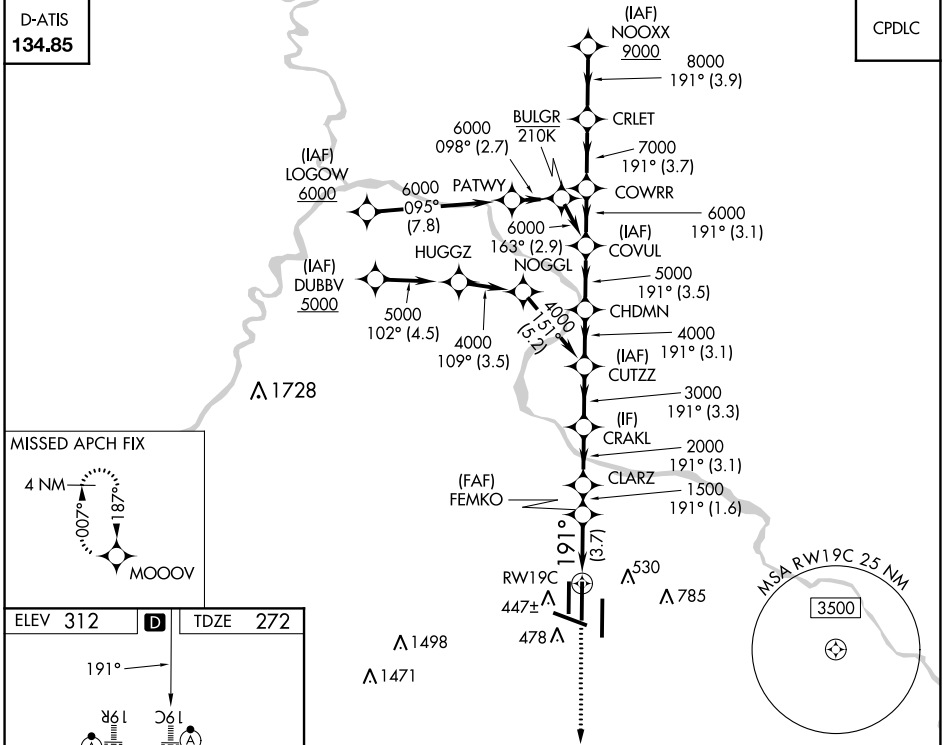 D-ATIS
134.85
CPDLC
(IAF)
NOOXX
9000
8000
191° (3.9)
CRLET
BULGR
210K
6000
098° (2.7)
7000
191° (3.7)
(IAF)
LOGOW
6000
6000
095°
(7.8)
PATWY
COWRR
6000
191° (3.1)
6000
163° (2.9)
(IAF)
COVUL
HUGGZ
NOGGL
(IAF)
DUBBV
5000
5000
191° (3.5)
CHDMN
5000
102° (4.5)
4000
109° (3.5)
4000
151°
(5.2)
4000
191° (3.1)
(IAF)
CUTZZ
1728
3000
191° (3.3)
(IF)
CRAKL
2000
191° (3.1)
MISSED APCH FIX
4 NM
007°
187°
MOOOV
CLARZ
(FAF)
FEMKO
1500
191° (1.6)
191°
(3.7)
RW19C
530
447±
785
478
1498
1471
MSA RW19C 25 NM
3500
ELEV 312
D
TDZE 272
191°
19R
19C
A
A